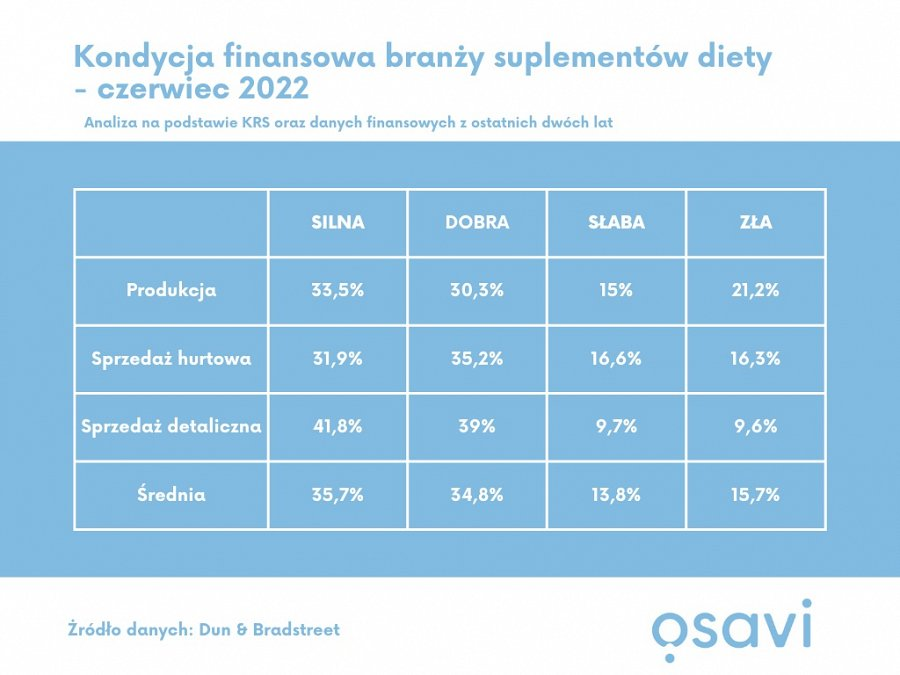 Kondycja finansowa branży suplementów diety
- czerwiec 2022
Analiza na podstawie KRS oraz danych finansowych z ostatnich dwóch lat
SILNA DOBRA SŁABA ZŁA
Produkcja 33,5% 30,3% 15% 21,2%
Sprzedaż hurtowa 31,9% 35,2% 16,6% 16,3%
Sprzedaż detaliczna 41,8% 39% 9,7% 9,6%
Średnia 35,7% 34,8% 13,8% 15,7%
Żródło danych: Dun & Bradstreet
osavi